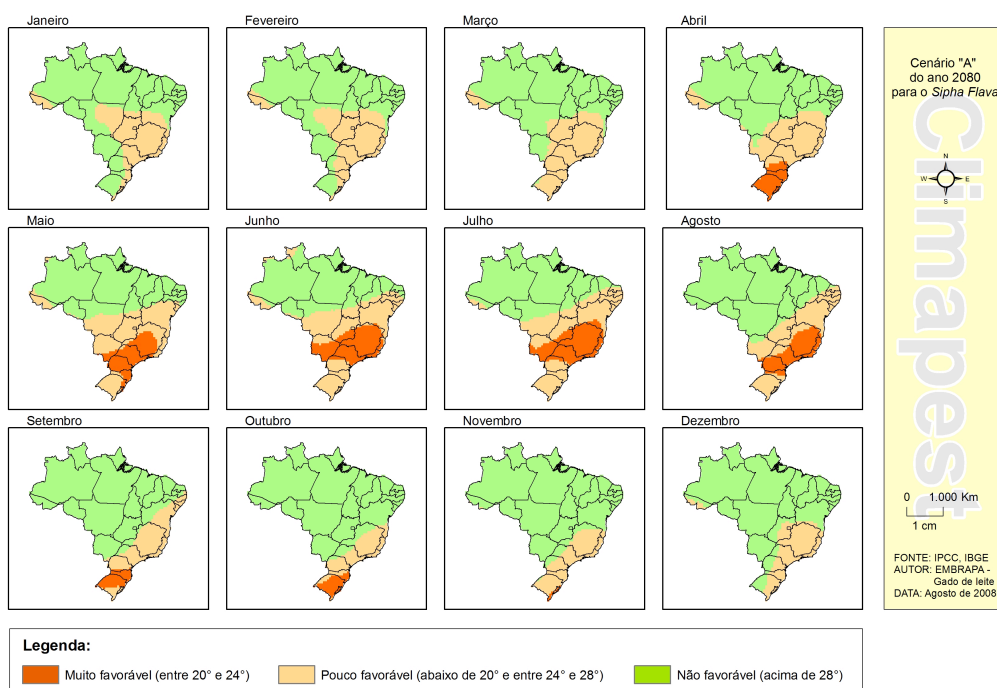 Janeiro
Fevereiro
Março
Abril
Maio
Junho
Julho
Agosto
Setembro
Outubro
Novembro
Dezembro
Cenário "A"
do ano 2080
para o Sipha Flava
Climapest
N
W E
S
0 1.000 Km
1 cm
FONTE: IPCC, IBGE
AUTOR: EMBRAPA -
Gado de leite
DATA: Agosto de 2008
Legenda:
Muito favorável (entre 20° e 24°)
Pouco favorável (abaixo de 20° e entre 24° e 28°)
Não favorável (acima de 28°)